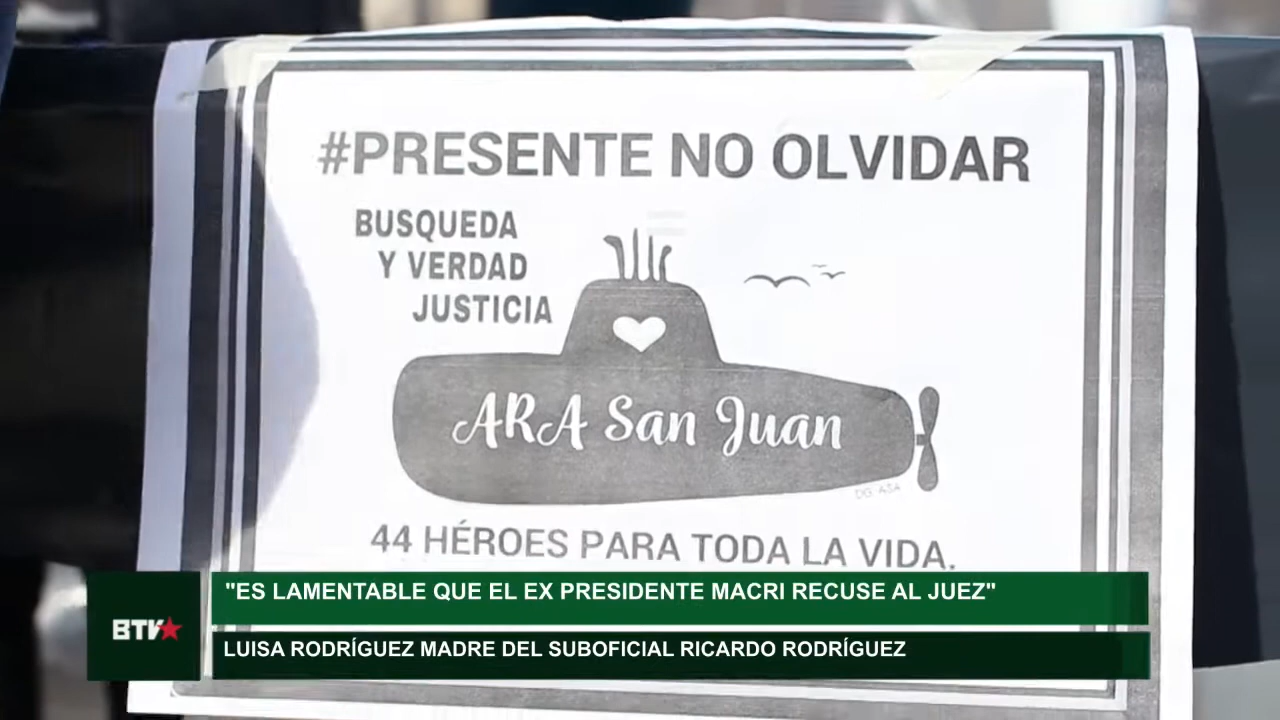 #PRESENTE NO OLVIDAR
BUSQUEDA
Y VERDAD
JUSTICIA
ARA San Juan
DG ASA
44 HÉROES PARA TODA LA VIDA.
BTV
"ES LAMENTABLE QUE EL EX PRESIDENTE MACRI RECUSE AL JUEZ"
LUISA RODRÍGUEZ MADRE DEL SUBOFICIAL RICARDO RODRÍGUEZ